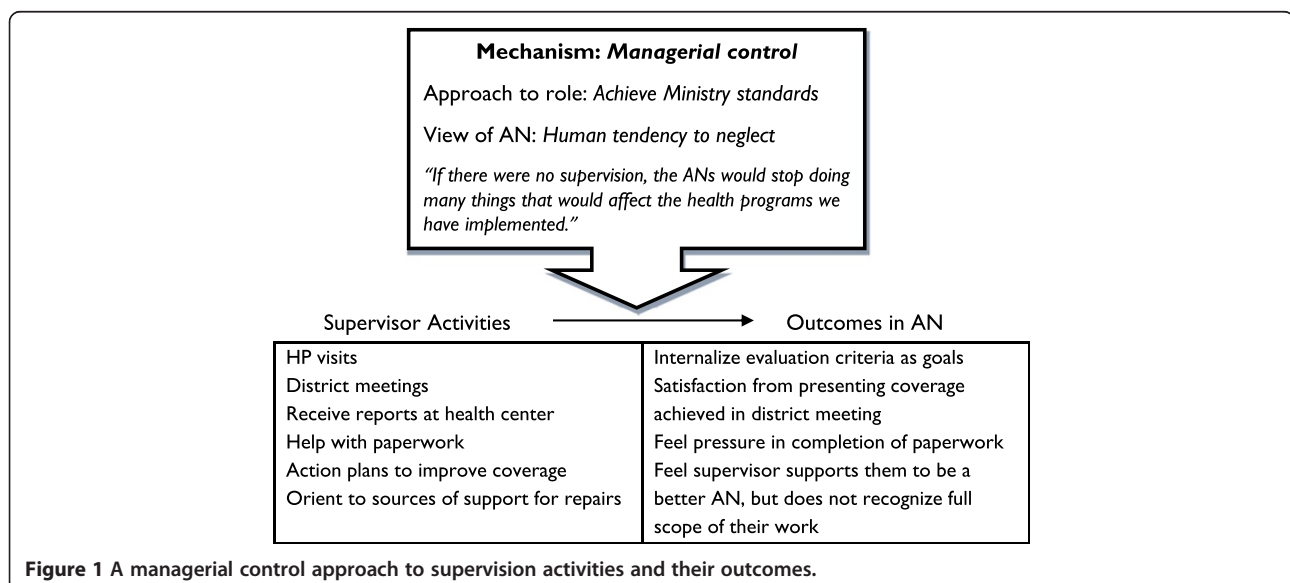 Mechanism: Managerial control
Approach to role: Achieve Ministry standards
View of AN: Human tendency to neglect
“If there were no supervision, the ANs would stop doing
many things that would affect the health programs we
have implemented.”
Supervisor Activities
Outcomes in AN
HP visits
District meetings
Receive reports at health center
Help with paperwork
Action plans to improve coverage
Orient to sources of support for repairs
Internalize evaluation criteria as goals
Satisfaction from presenting coverage
achieved in district meeting
Feel pressure in completion of paperwork
Feel supervisor supports them to be a
better AN, but does not recognize full
scope of their work
Figure 1 A managerial control approach to supervision activities and their outcomes.